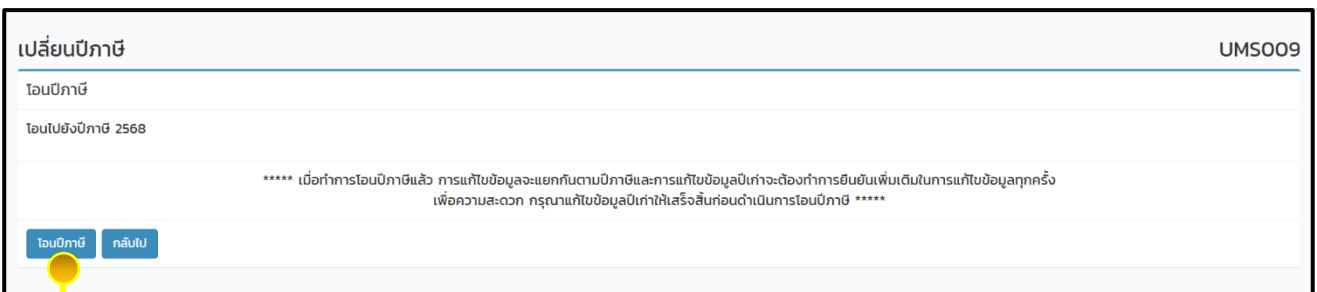 เปลี่ยนปีภาษี UMS009
โอนปีภาษี
โอนไปยังปีภาษี 2568
***** เมื่อทำการโอนปีภาษีแล้ว การแก้ไขข้อมูลจะแยกกันตามปีภาษีและการแก้ไขข้อมูลปีเก่าจะต้องทำการยืนยันเพิ่มเติมในการแก้ไขข้อมูลทุกครั้ง
เพื่อความสะดวก กรุณาแก้ไขข้อมูลปีเก่าให้เสร็จสิ้นก่อนดำเนินการโอนปีภาษี *****
โอนปีภาษี กลับไป